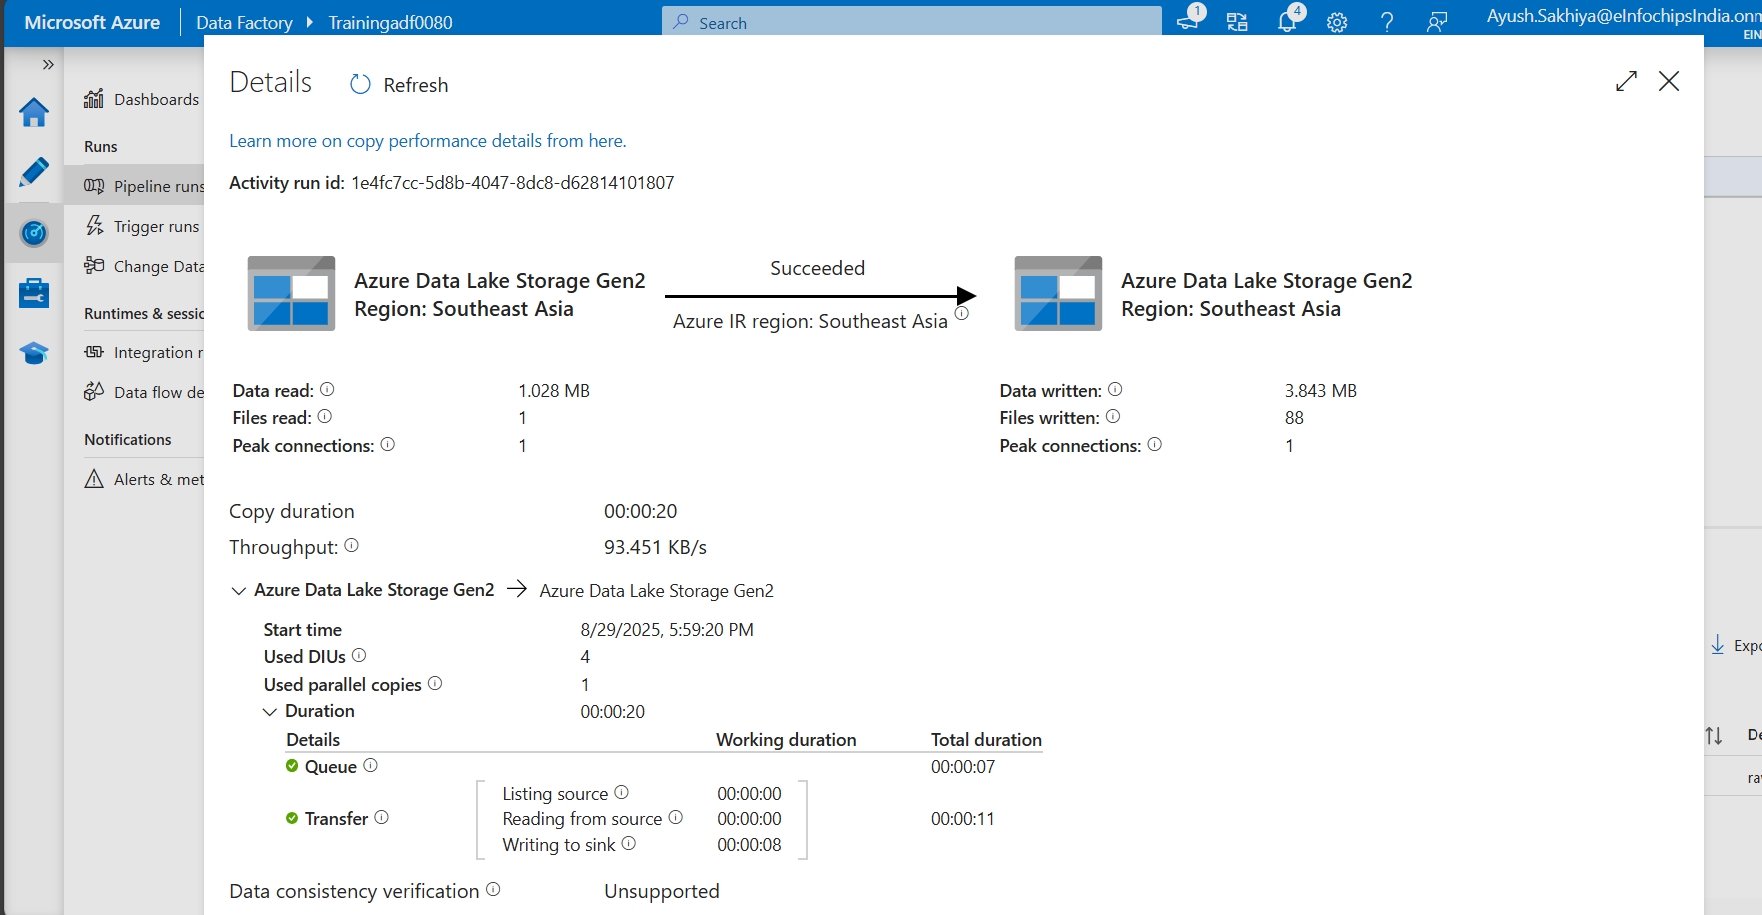 Microsoft Azure Data Factory Trainingadf0080 Search 1 4 Ayush.Sakhiya@eInfochipsIndia.on
EIN
Dashboards
Runs
Pipeline runs
Trigger runs
Change Data
Runtimes & sessio
Integration r
Data flow de
Notifications
Alerts & met
Details Refresh
Learn more on copy performance details from here.
Activity run id: 1e4fc7cc-5d8b-4047-8dc8-d62814101807
Azure Data Lake Storage Gen2
Region: Southeast Asia
Succeeded
Azure IR region: Southeast Asia
Azure Data Lake Storage Gen2
Region: Southeast Asia
Data read: 1.028 MB
Files read: 1
Peak connections: 1
Data written: 3.843 MB
Files written: 88
Peak connections: 1
Copy duration 00:00:20
Throughput: 93.451 KB/s
Azure Data Lake Storage Gen2 → Azure Data Lake Storage Gen2
Start time 8/29/2025, 5:59:20 PM
Used DIUs 4
Used parallel copies 1
Duration 00:00:20
Details Working duration Total duration
Queue 00:00:07
Listing source 00:00:00
Transfer Reading from source 00:00:00 00:00:11
Writing to sink 00:00:08
Data consistency verification Unsupported
Expo
De
ra